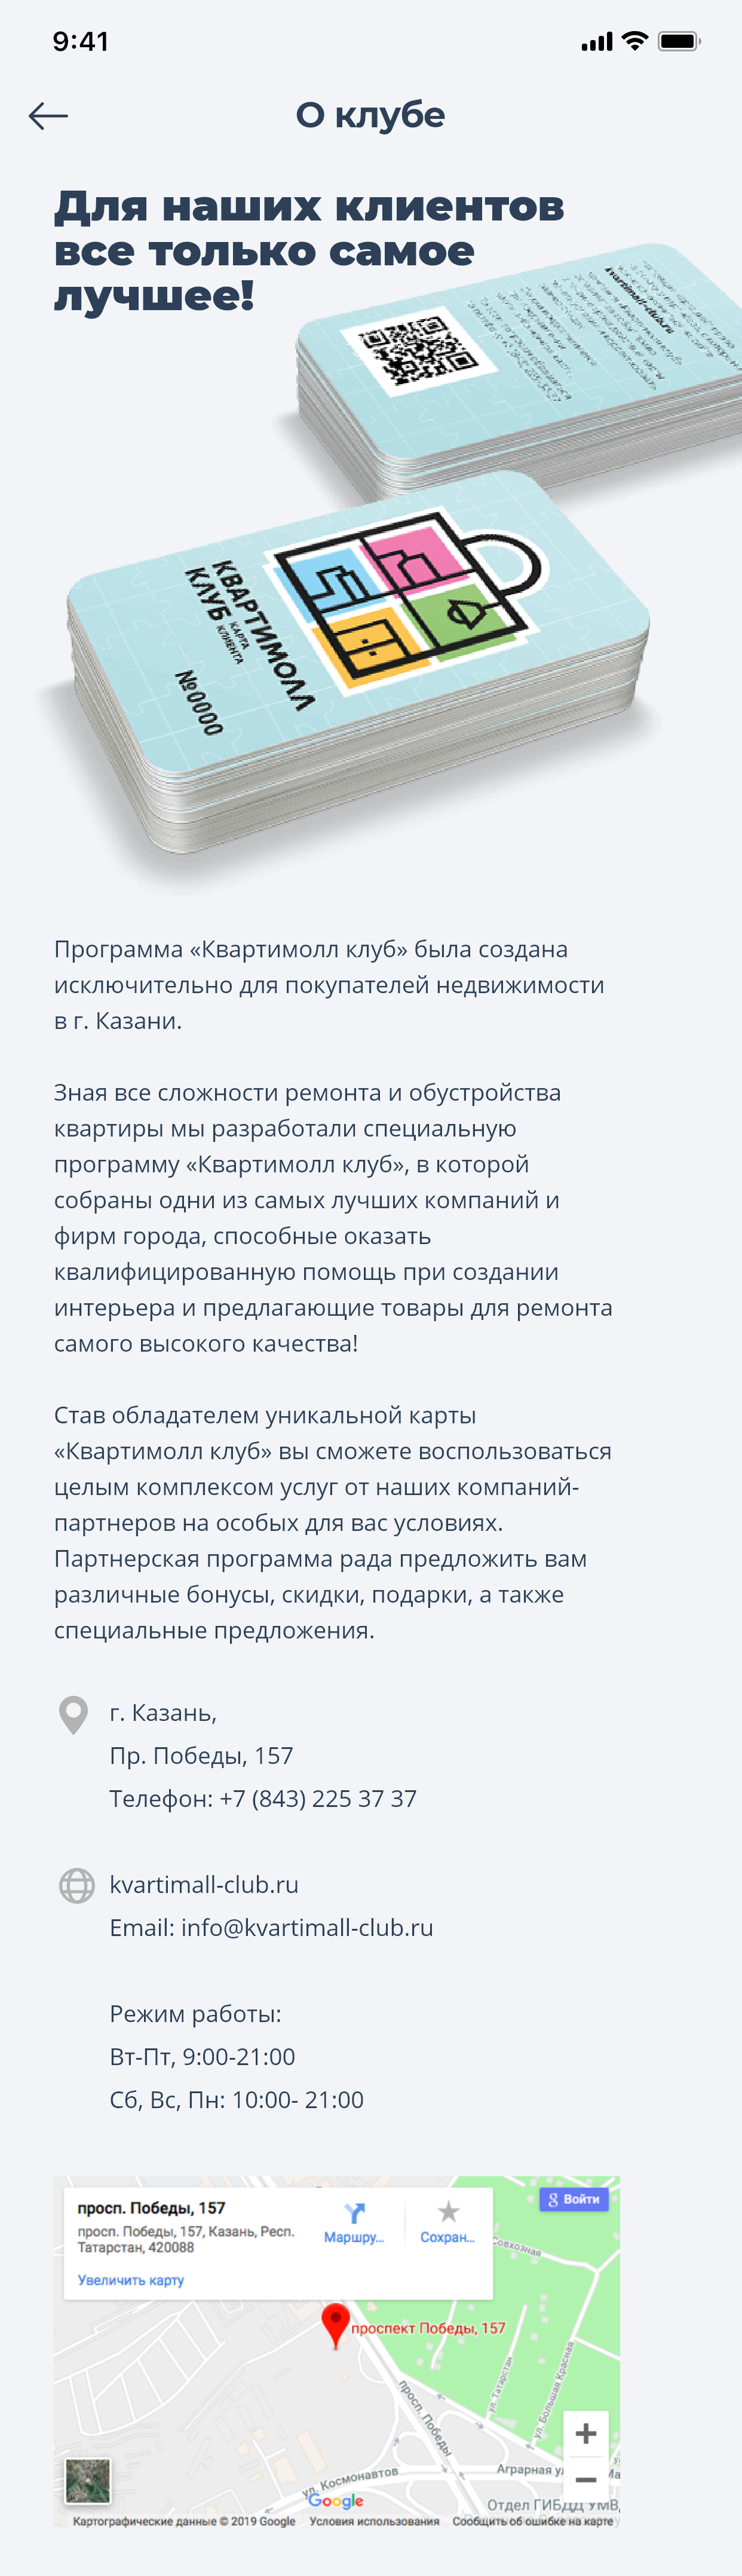 9:41
О клубе
Для наших клиентов
все только самое
лучшее!
kvartimall-club.ru
КВАРТИМОЛЛ
КЛУБ КАРТА
КЛИЕНТА
№0000
Программа «Квартимолл клуб» была создана
исключительно для покупателей недвижимости
в г. Казани.
Зная все сложности ремонта и обустройства
квартиры мы разработали специальную
программу «Квартимолл клуб», в которой
собраны одни из самых лучших компаний и
фирм города, способные оказать
квалифицированную помощь при создании
интерьера и предлагающие товары для ремонта
самого высокого качества!
Став обладателем уникальной карты
«Квартимолл клуб» вы сможете воспользоваться
целым комплексом услуг от наших компаний-
партнеров на особых для вас условиях.
Партнерская программа рада предложить вам
различные бонусы, скидки, подарки, а также
специальные предложения.
г. Казань,
Пр. Победы, 157
Телефон: +7 (843) 225 37 37
kvartimall-club.ru
Email: info@kvartimall-club.ru
Режим работы:
Вт-Пт, 9:00-21:00
Сб, Вс, Пн: 10:00- 21:00
просп. Победы, 157
просп. Победы, 157, Казань, Респ.
Татарстан, 420088
Маршру...
Сохран...
Увеличить карту
Войти
Совхозная
проспект Победы, 157
ул. Татарстан
ул. Большая Красная
просп. Победы
ул. Космонавтов
Аграрная ул
Google
Отдел ГИБДД УМВ
Картографические данные © 2019 Google Условия использования Сообщить об ошибке на карте